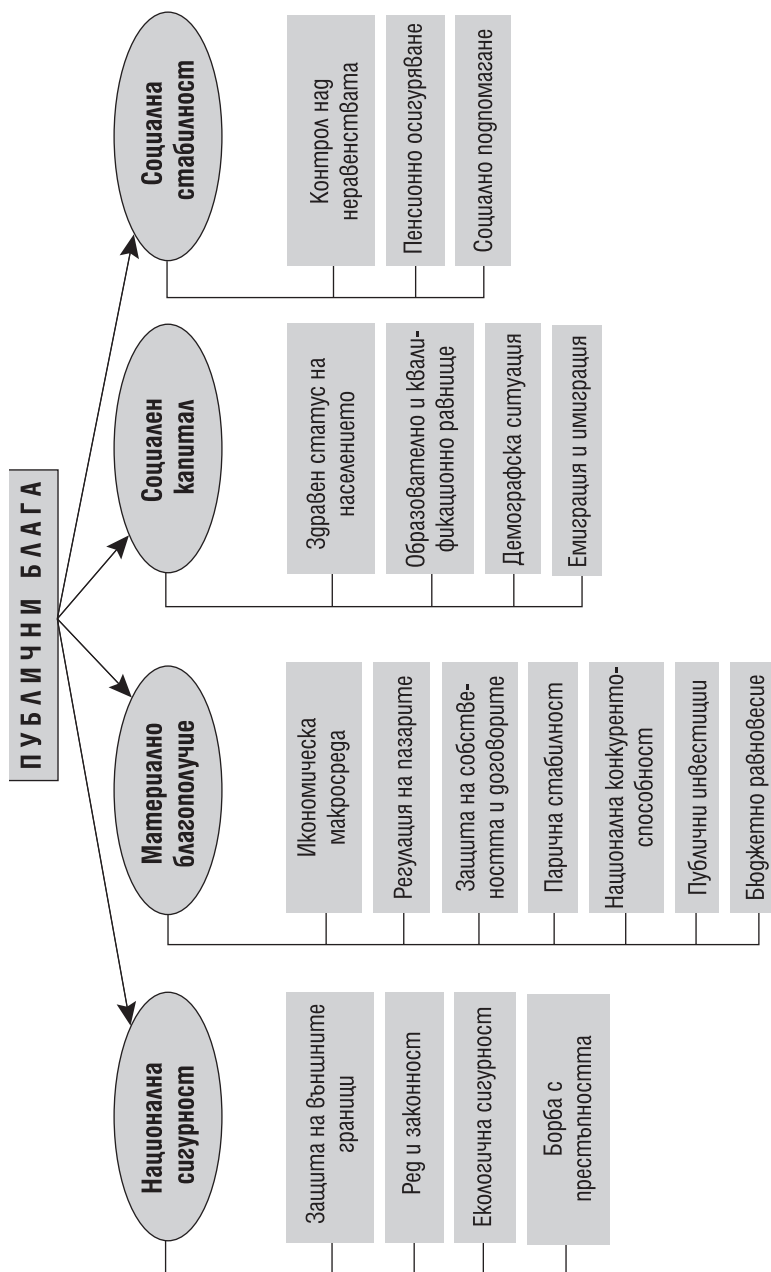 ПУБЛИЧНИ БЛАГА
Национална
сигурност
Защита на външните
граници
Ред и законност
Екологична сигурност
Борба с
престъпността
Материално
благополучие
Икономическа
макросреда
Регулация на пазарите
Защита на собстве-
ността и договорите
Парична стабилност
Национална конкуренто-
способност
Публични инвестиции
Бюджетно равновесие
Социален
капитал
Здравен статус на
населението
Образователно и квали-
фикационно равнище
Демографска ситуация
Емиграция и имиграция
Социална
стабилност
Контрол над
неравенствата
Пенсионно осигуряване
Социално подпомагане